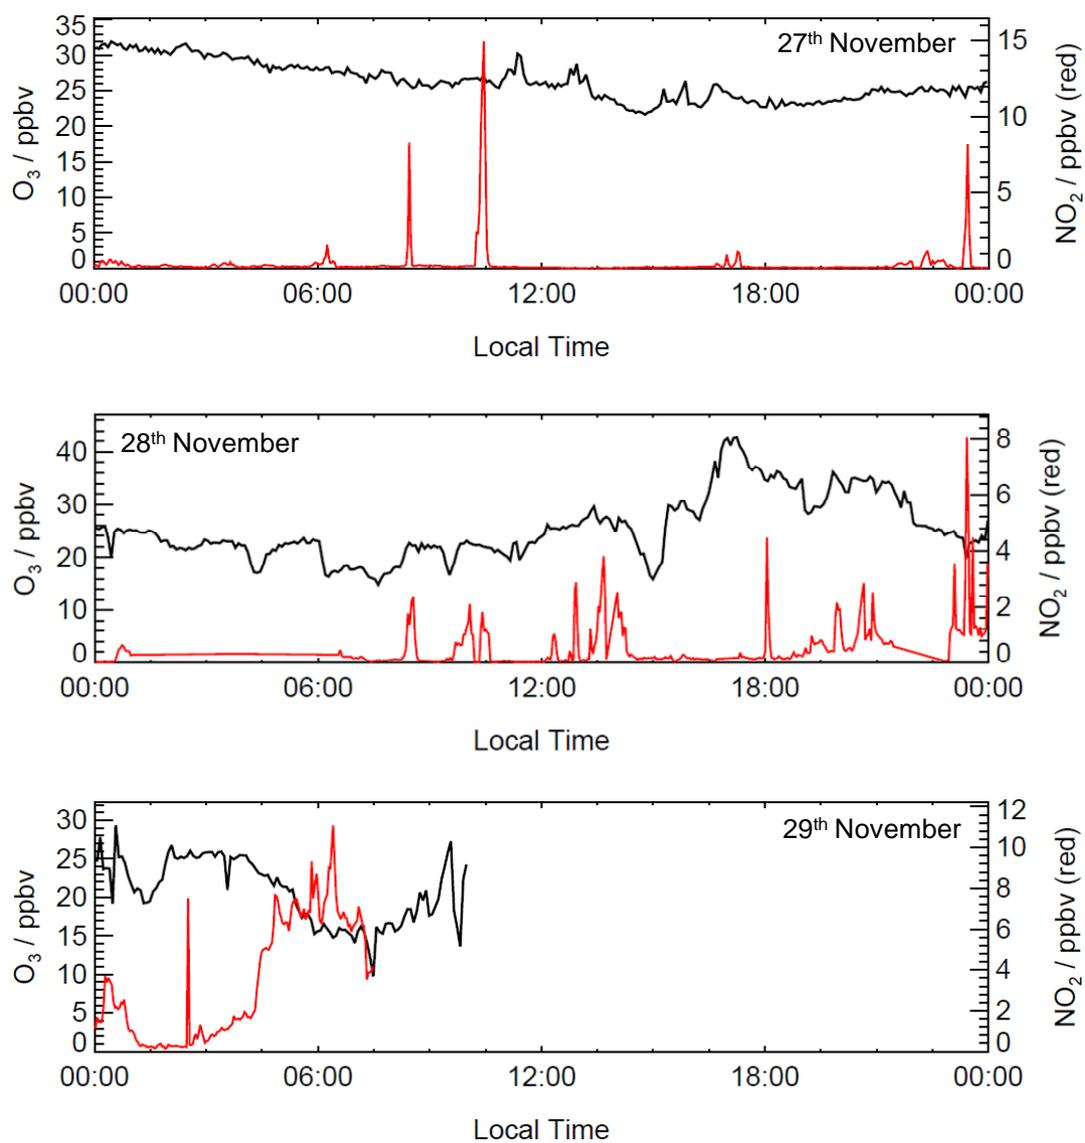 35
30
25
20
15
10
5
0
O3 / ppbv
27th November
15
10
5
0
NO2 / ppbv (red)
00:00 06:00 12:00 18:00 00:00
Local Time
40
30
20
10
0
O3 / ppbv
28th November
8
6
4
2
0
NO2 / ppbv (red)
00:00 06:00 12:00 18:00 00:00
Local Time
30
25
20
15
10
5
0
O3 / ppbv
29th November
12
10
8
6
4
2
0
NO2 / ppbv (red)
00:00 06:00 12:00 18:00 00:00
Local Time